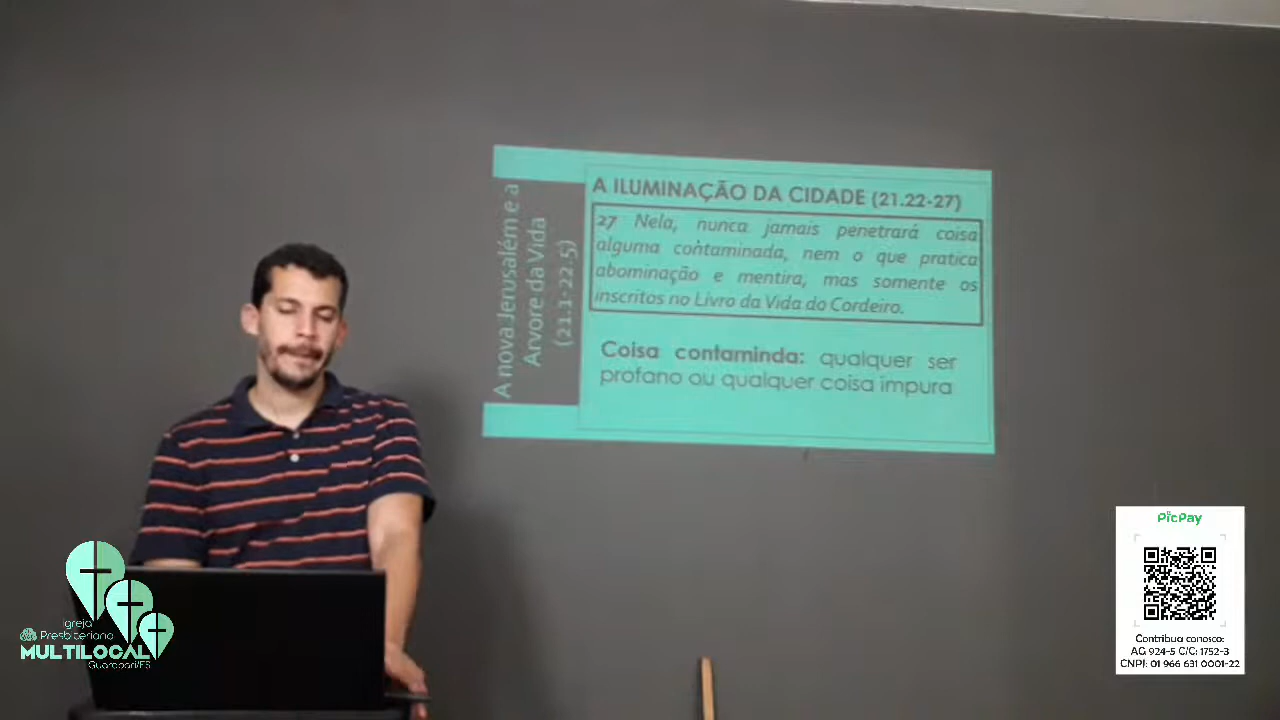 A nova Jerusalém e a
Árvore da Vida
(21.1-22.5)
A ILUMINAÇÃO DA CIDADE (21.22-27)
27 Nela, nunca jamais penetrará coisa
alguma contaminada, nem o que pratica
abominação e mentira, mas somente os
inscritos no Livro da Vida do Cordeiro.
Coisa contaminda: qualquer ser
profano ou qualquer coisa impura
Igreja
Presbiteriana
MULTILOCAL
Guarapari/ES
PicPay
Contribua conosco:
AG 924-5 C/C: 1752-3
CNPJ: 01 966 631 0001-22